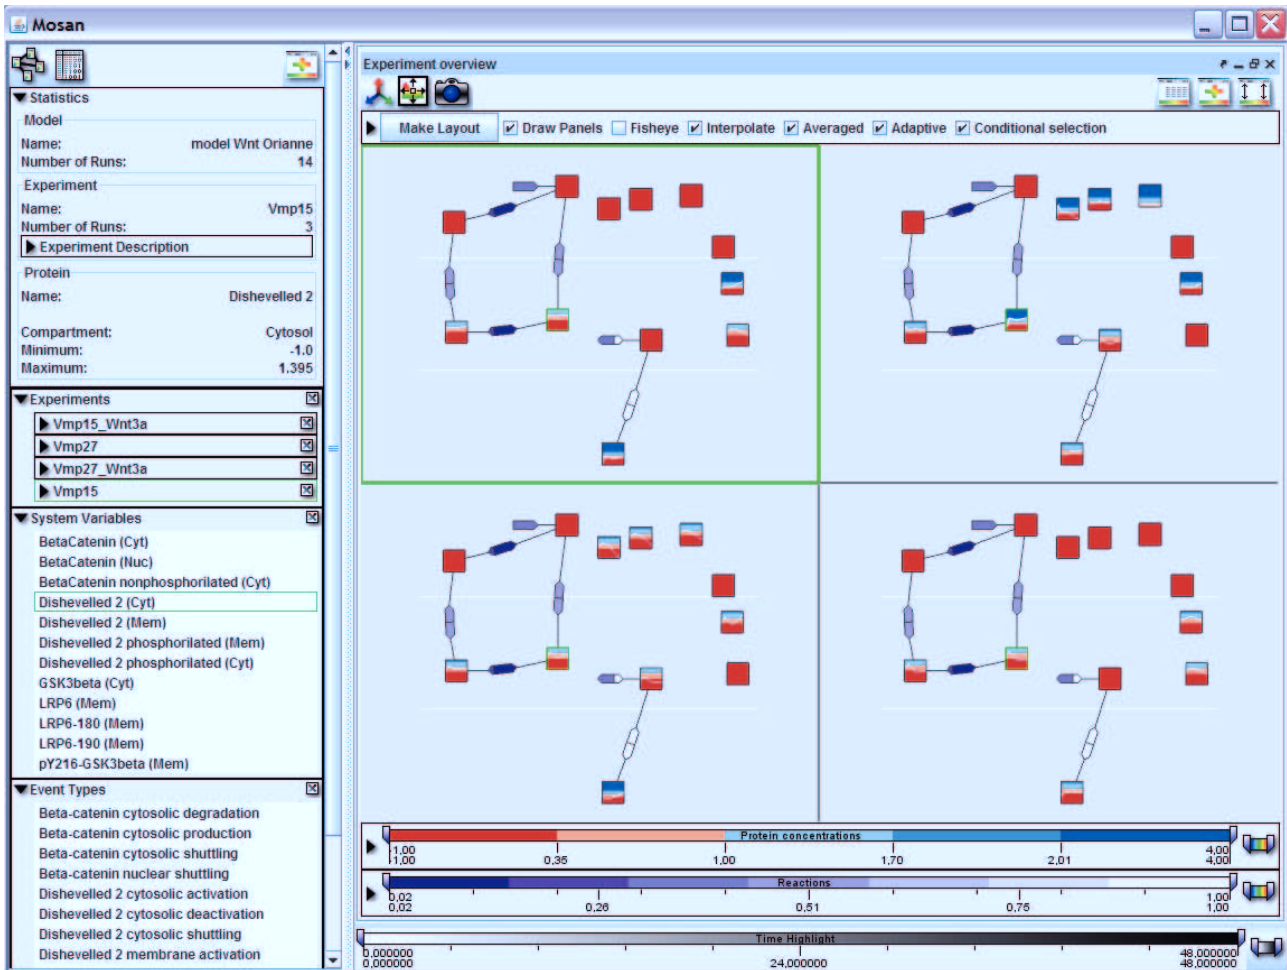 Mosan
Statistics
Model
Name: model Wnt Orianne
Number of Runs: 14
Experiment
Name: Vmp15
Number of Runs: 3
Experiment Description
Protein
Name: Dishevelled 2
Compartment: Cytosol
Minimum: -1.0
Maximum: 1.395
Experiments
Vmp15_Wnt3a
Vmp27
Vmp27_Wnt3a
Vmp15
System Variables
BetaCatenin (Cyt)
BetaCatenin (Nuc)
BetaCatenin nonphosphorilated (Cyt)
Dishevelled 2 (Cyt)
Dishevelled 2 (Mem)
Dishevelled 2 phosphorilated (Mem)
Dishevelled 2 phosphorilated (Cyt)
GSK3beta (Cyt)
LRP6 (Mem)
LRP6-180 (Mem)
LRP6-190 (Mem)
pY216-GSK3beta (Mem)
Event Types
Beta-catenin cytosolic degradation
Beta-catenin cytosolic production
Beta-catenin cytosolic shuttling
Beta-catenin nuclear shuttling
Dishevelled 2 cytosolic activation
Dishevelled 2 cytosolic deactivation
Dishevelled 2 cytosolic shuttling
Dishevelled 2 membrane activation
Experiment overview
Make Layout Draw Panels Fisheye Interpolate Averaged Adaptive Conditional selection
Protein concentrations
-1,00 4,00
-1,00 0,35 1,00 1,70 2,01 4,00
Reactions
0,02 1,00
0,02 0,26 0,51 0,75 1,00
Time Highlight
0,000000 48,000000
0,000000 24,000000 48,000000